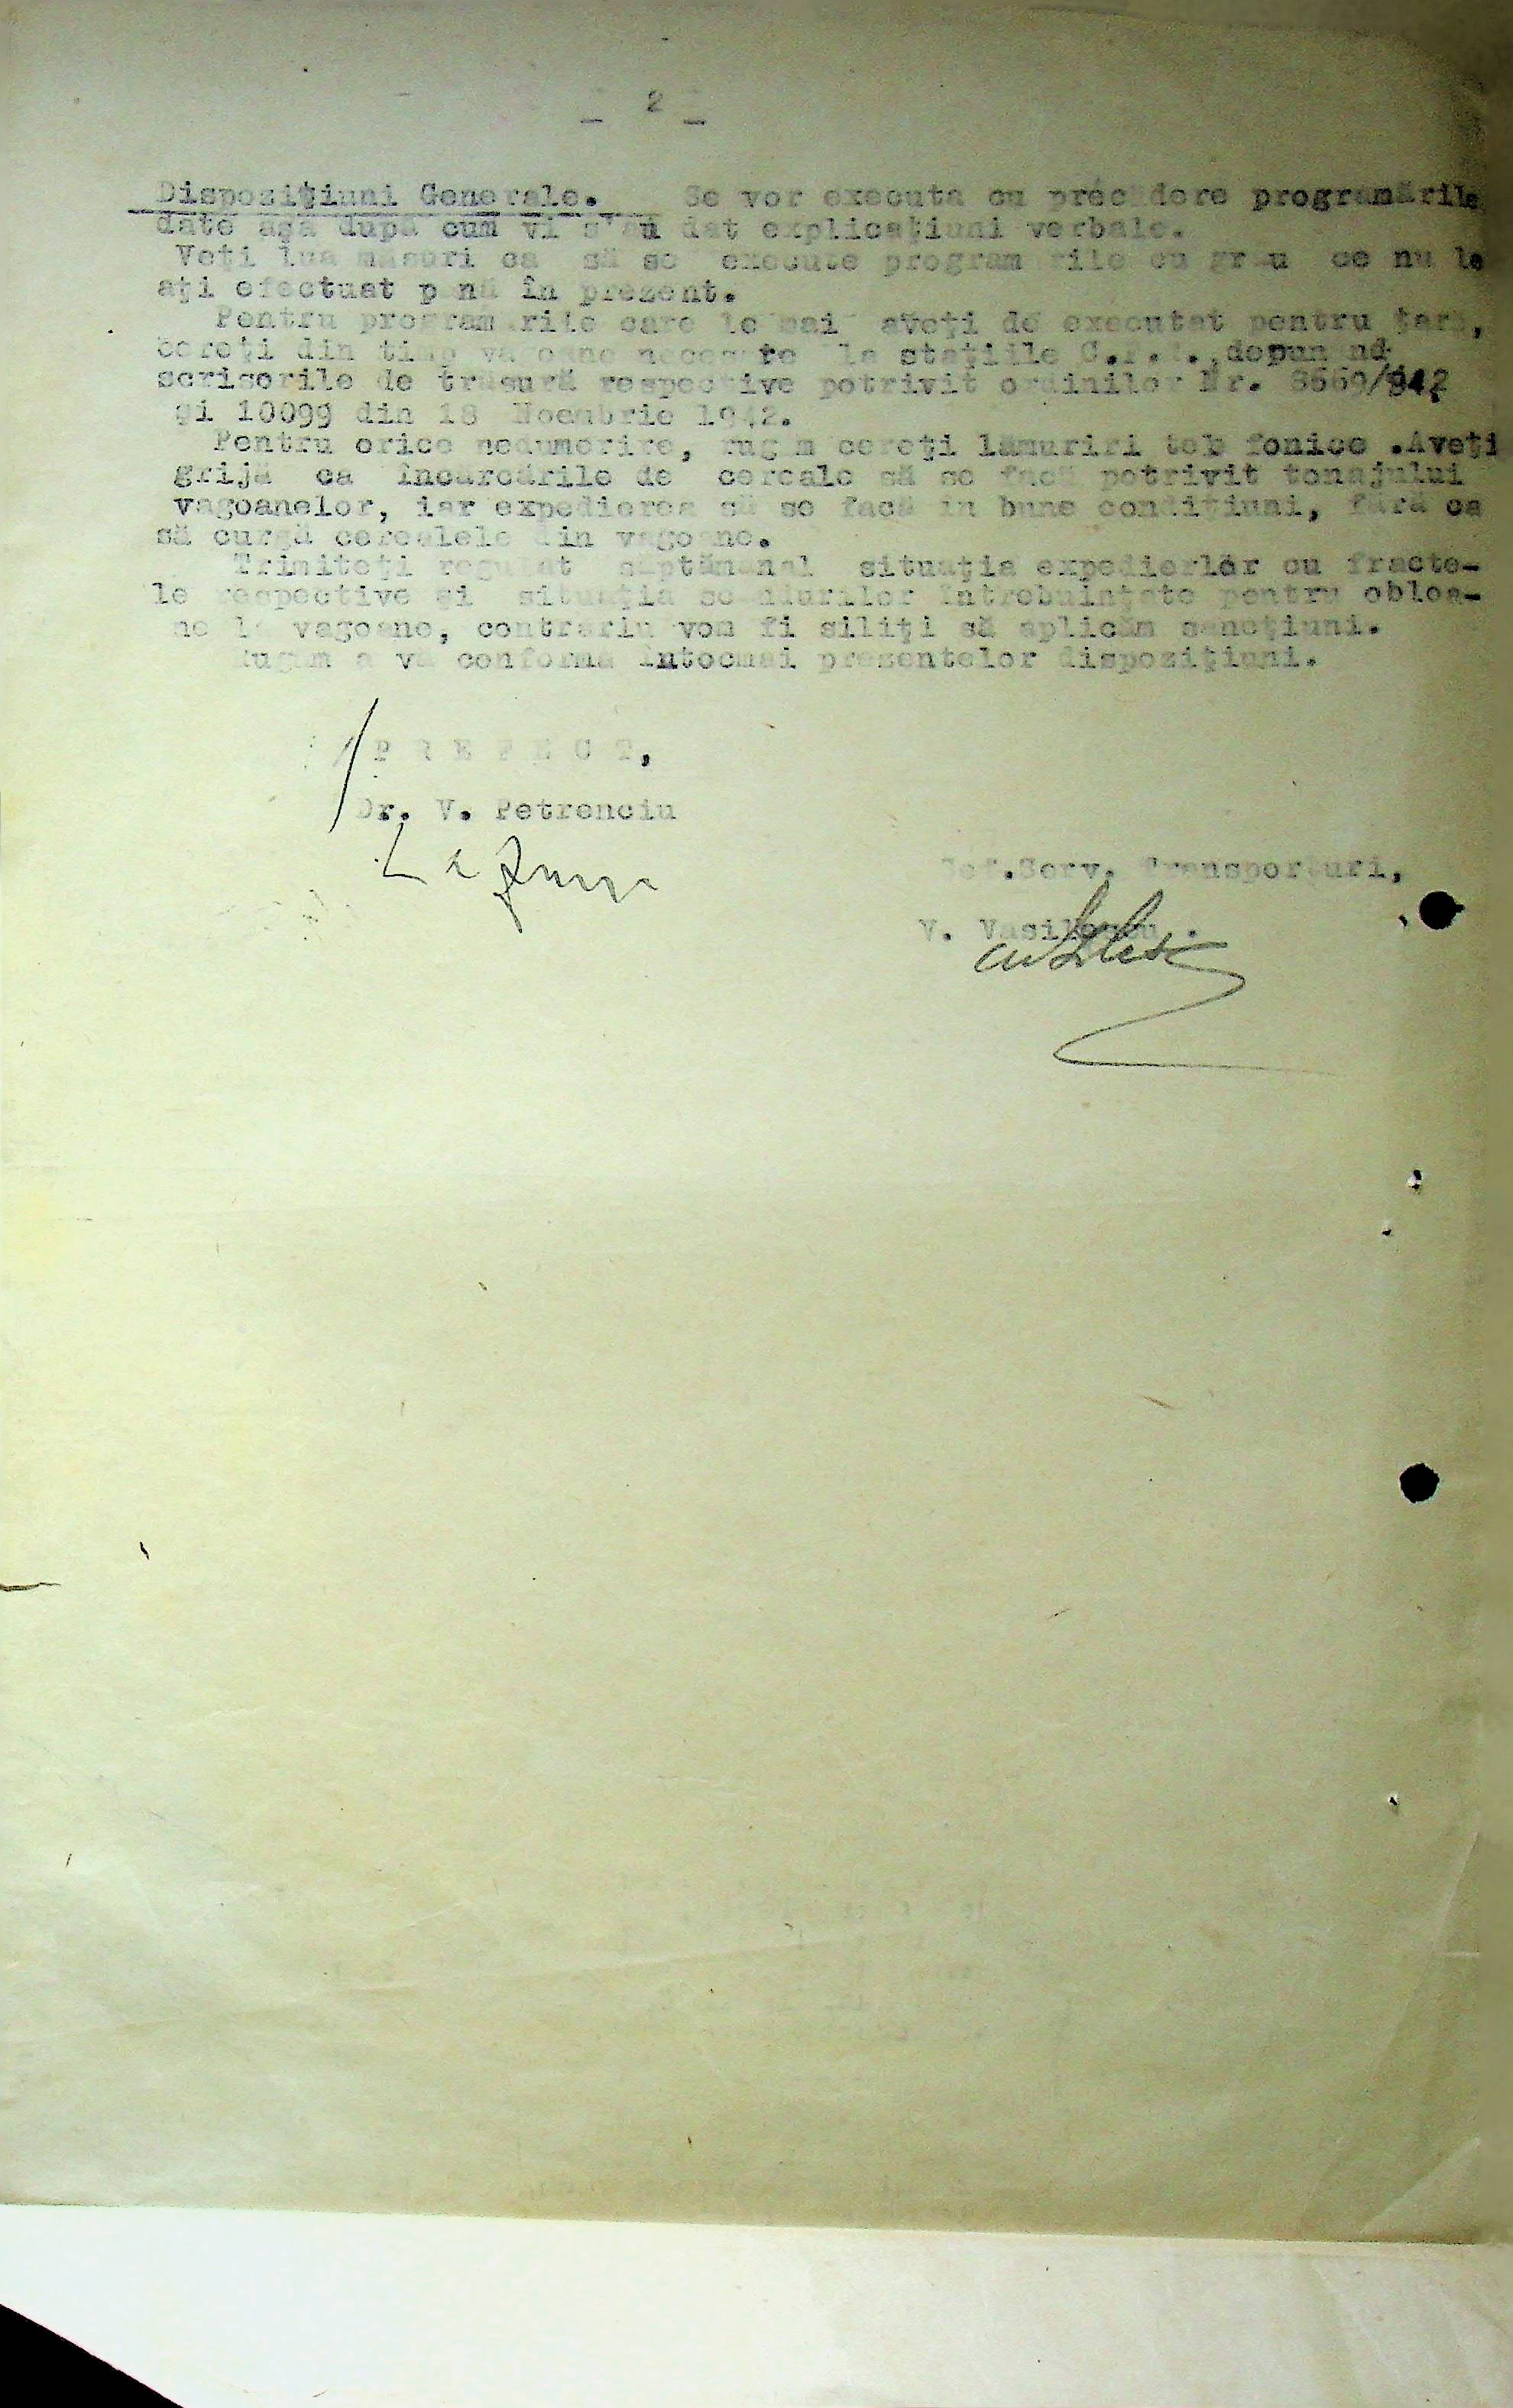 _ 2 _
Dispozițiuni Generale. Se vor executa cu precădere programările
date așa după cum vi s'au dat explicațiuni verbale.
Veți lua măsuri ca să se execute programările cu grâu ce nu le
ați efectuat până în prezent.
Pentru programările care le mai aveți de executat pentru țară,
cereți din timp vagoane necesare la stațiile C.F.R., depunând
scrisorile de trăsură respective potrivit ordinilor Nr. 8569/942
și 10099 din 18 Noembrie 1942.
Pentru orice nedumerire, rugăm cereți lămuriri telefonice .Aveți
grijă ca încărcările de cereale să se facă potrivit tonajului
vagoanelor, iar expedierea să se facă în bune condițiuni, fără ca
să curgă cerealele din vagoane.
Trimiteți regulat săptămânal situația expedierilor cu fracte-
le respective și situația scândurilor întrebuințate pentru obloa-
ne la vagoane, contrariu vom fi siliți să aplicăm sancțiuni.
Rugăm a vă conforma întocmai prezentelor dispozițiuni.
/ P R E F E C T,
Dr. V. Petrenciu
Șef.Serv. Transporturi,
V. Vasilescu .